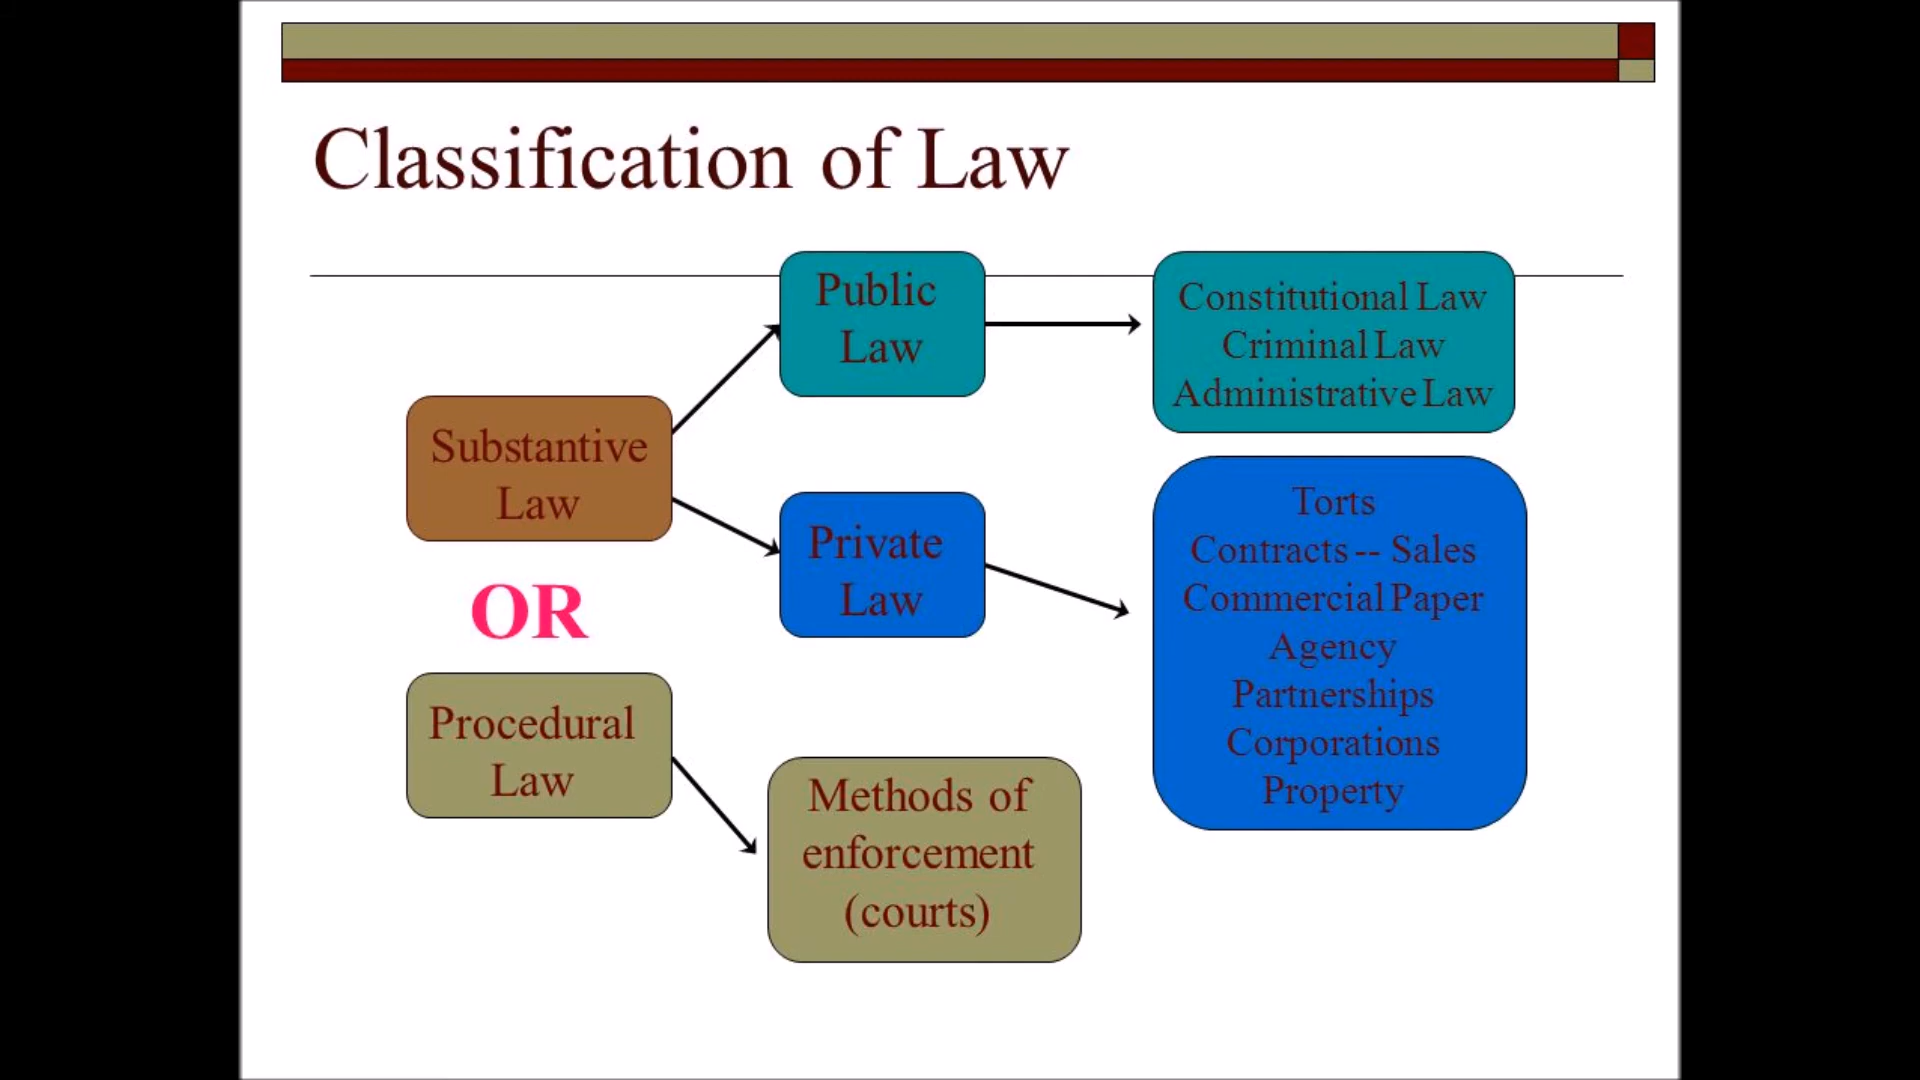 Classification of Law
Public
Law
Constitutional Law
Criminal Law
Administrative Law
Substantive
Law
Private
Law
Torts
Contracts -- Sales
Commercial Paper
Agency
Partnerships
Corporations
Property
OR
Procedural
Law
Methods of
enforcement
(courts)